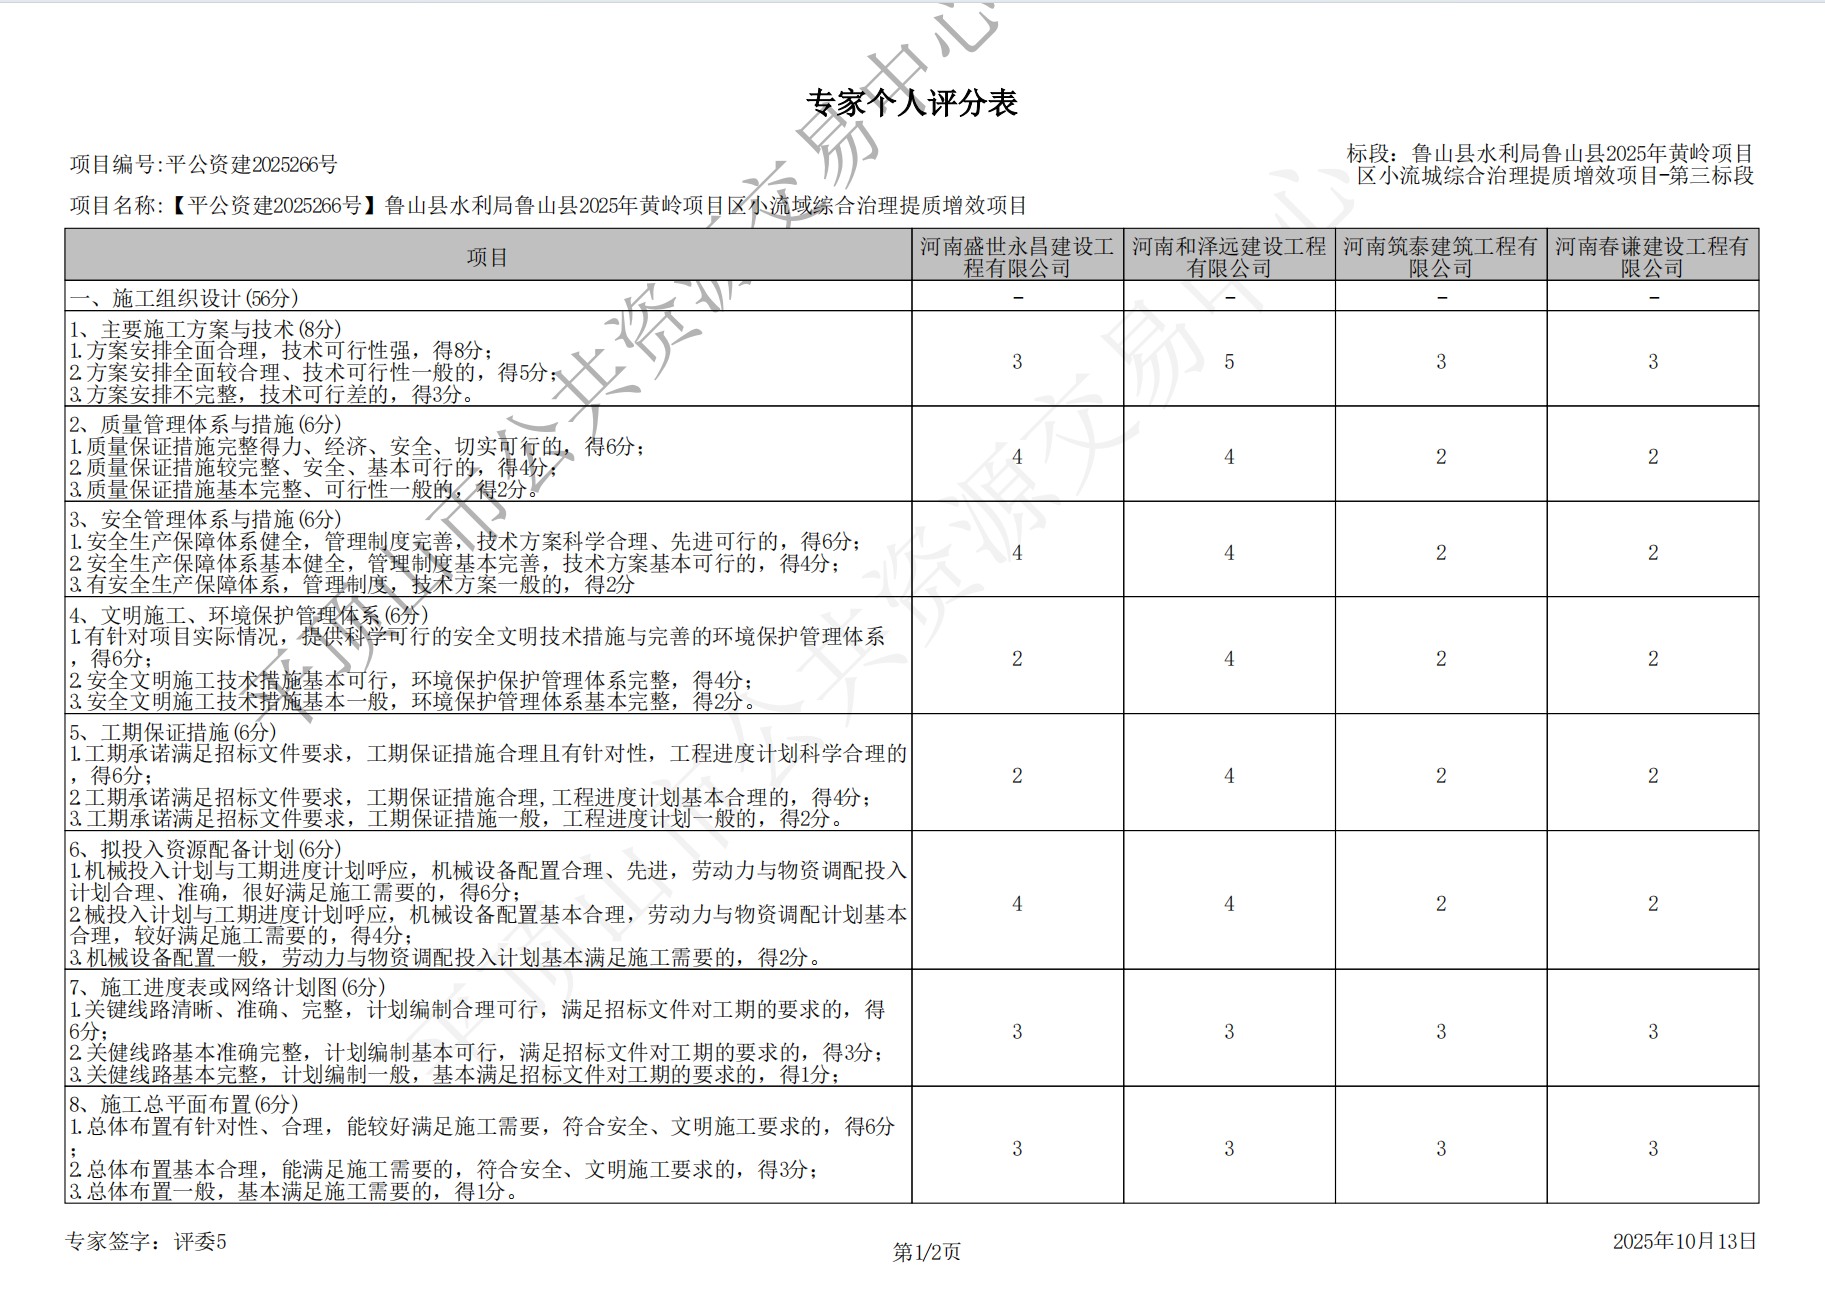 专家个人评分表
项目编号:平公资建2025266号
标段：鲁山县水利局鲁山县2025年黄岭项目
区小流城综合治理提质增效项目-第三标段
项目名称:【平公资建2025266号】鲁山县水利局鲁山县2025年黄岭项目区小流域综合治理提质增效项目
项目
河南盛世永昌建设工
程有限公司
河南和泽远建设工程
有限公司
河南筑泰建筑工程有
限公司
河南春谦建设工程有
限公司
一、施工组织设计(56分)
- - - -
1、主要施工方案与技术(8分)
1.方案安排全面合理，技术可行性强，得8分；
2.方案安排全面较合理、技术可行性一般的，得5分；
3.方案安排不完整，技术可行差的，得3分。
3 5 3 3
2、质量管理体系与措施(6分)
1.质量保证措施完整得力、经济、安全、切实可行的，得6分；
2.质量保证措施较完整、安全、基本可行的，得4分；
3.质量保证措施基本完整、可行性一般的，得2分。
4 4 2 2
3、安全管理体系与措施(6分)
1.安全生产保障体系健全，管理制度完善，技术方案科学合理、先进可行的，得6分；
2.安全生产保障体系基本健全，管理制度基本完善，技术方案基本可行的，得4分；
3.有安全生产保障体系，管理制度，技术方案一般的，得2分
4 4 2 2
4、文明施工、环境保护管理体系(6分)
1.有针对项目实际情况，提供科学可行的安全文明技术措施与完善的环境保护管理体系
，得6分；
2.安全文明施工技术措施基本可行，环境保护保护管理体系完整，得4分；
3.安全文明施工技术措施基本一般，环境保护管理体系基本完整，得2分。
2 4 2 2
5、工期保证措施(6分)
1.工期承诺满足招标文件要求，工期保证措施合理且有针对性，工程进度计划科学合理的
，得6分；
2.工期承诺满足招标文件要求，工期保证措施合理,工程进度计划基本合理的，得4分；
3.工期承诺满足招标文件要求，工期保证措施一般，工程进度计划一般的，得2分。
2 4 2 2
6、拟投入资源配备计划(6分)
1.机械投入计划与工期进度计划呼应，机械设备配置合理、先进，劳动力与物资调配投入
计划合理、准确，很好满足施工需要的，得6分；
2.械投入计划与工期进度计划呼应，机械设备配置基本合理，劳动力与物资调配计划基本
合理，较好满足施工需要的，得4分；
3.机械设备配置一般，劳动力与物资调配投入计划基本满足施工需要的，得2分。
4 4 2 2
7、施工进度表或网络计划图(6分)
1.关键线路清晰、准确、完整，计划编制合理可行，满足招标文件对工期的要求的，得
6分；
2.关健线路基本准确完整，计划编制基本可行，满足招标文件对工期的要求的，得3分；
3.关健线路基本完整，计划编制一般，基本满足招标文件对工期的要求的，得1分；
3 3 3 3
8、施工总平面布置(6分)
1.总体布置有针对性、合理，能较好满足施工需要，符合安全、文明施工要求的，得6分
；
2.总体布置基本合理，能满足施工需要的，符合安全、文明施工要求的，得3分；
3.总体布置一般，基本满足施工需要的，得1分。
3 3 3 3
专家签字：评委5
第1/2页
2025年10月13日
平顶山市公共资源交易中心
平顶山市公共资源交易中心